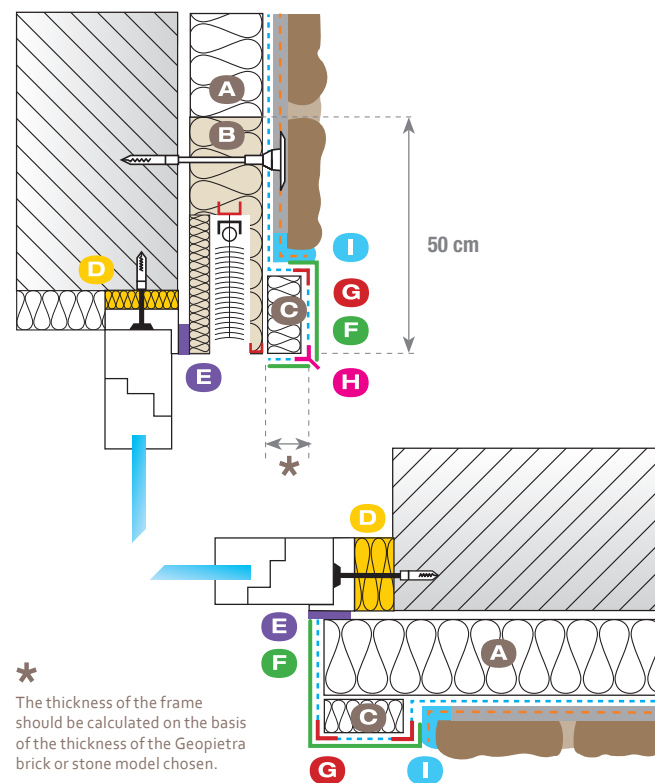 A
B
D
I
50 cm
G
C
F
E
H
*
D
E
F
A
C
*
The thickness of the frame
should be calculated on the basis
of the thickness of the Geopietra
brick or stone model chosen.
G
I